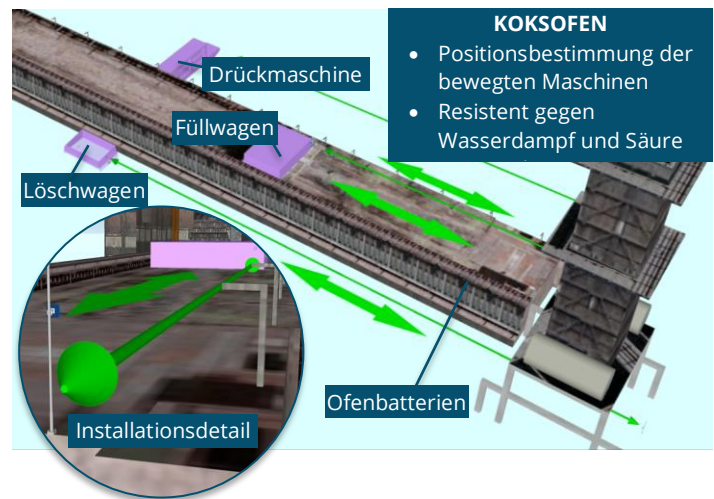 KOKSOFEN
• Positionsbestimmung der
bewegten Maschinen
• Resistent gegen
Wasserdampf und Säure
Drückmaschine
Füllwagen
Löschwagen
Ofenbatterien
Installationsdetail